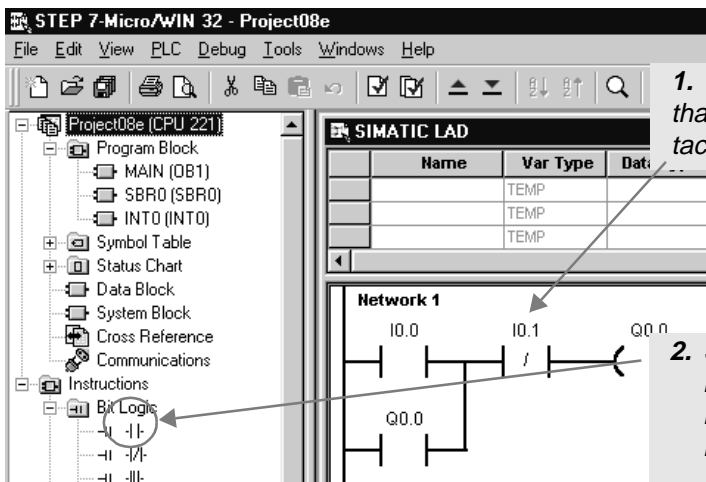 STEP 7-Micro/WIN 32 - Project08e
File Edit View PLC Debug Tools Windows Help
Project08e (CPU 221)
Program Block
MAIN (OB1)
SBR0 (SBR0)
INT0 (INT0)
Symbol Table
Status Chart
Data Block
System Block
Cross Reference
Communications
Instructions
Bit Logic
-| |-
-|/|-
-|I|-
SIMATIC LAD
Name Var Type
TEMP
TEMP
TEMP
Network 1
I0.0 I0.1 Q0.0
/
Q0.0
1.
tha
tac
2.